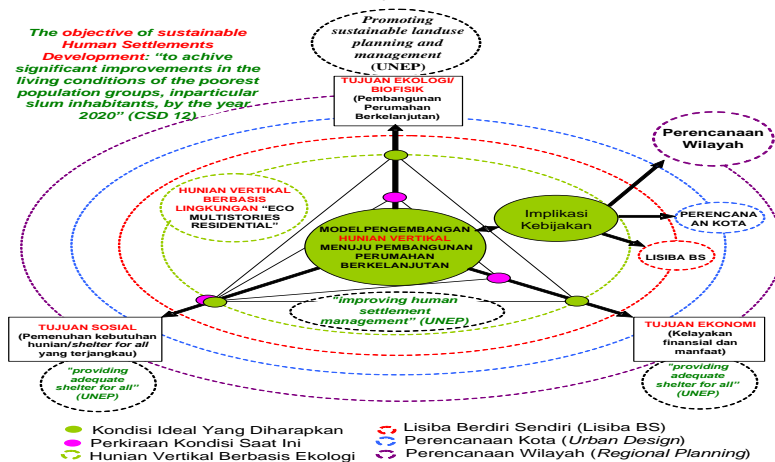 The objective of sustainable
Human Settlements
Development: "to achive
significant improvements in the
living conditions of the poorest
population groups, inparticular
slum inhabitants, by the year
2020" (CSD 12)
Promoting
sustainable landuse
planning and
management
(UNEP)
TUJUAN EKOLOGI/
BIOFISIK
(Pembangunan
Perumahan
Berkelanjutan)
Perencanaan
Wilayah
HUNIAN VERTIKAL
BERBASIS
LINGKUNGAN "ECO
MULTISTORIES
RESIDENTIAL"
Implikasi
Kebijakan
PERENCANA
AN KOTA
LISIBA BS
MODELPENGEMBANGAN
HUNIAN VERTIKAL
MENUJU PEMBANGUNAN
PERUMAHAN
BERKELANJUTAN
"improving human
settlement
management" (UNEP)
TUJUAN SOSIAL
(Pemenuhan kebutuhan
hunian/shelter for all
yang terjangkau)
TUJUAN EKONOMI
(Kelayakan
finansial dan
manfaat)
"providing
adequate
shelter for all"
(UNEP)
"providing
adequate
shelter for all"
(UNEP)
Kondisi Ideal Yang Diharapkan
Perkiraan Kondisi Saat Ini
Hunian Vertikal Berbasis Ekologi
Lisiba Berdiri Sendiri (Lisiba BS)
Perencanaan Kota (Urban Design)
Perencanaan Wilayah (Regional Planning)